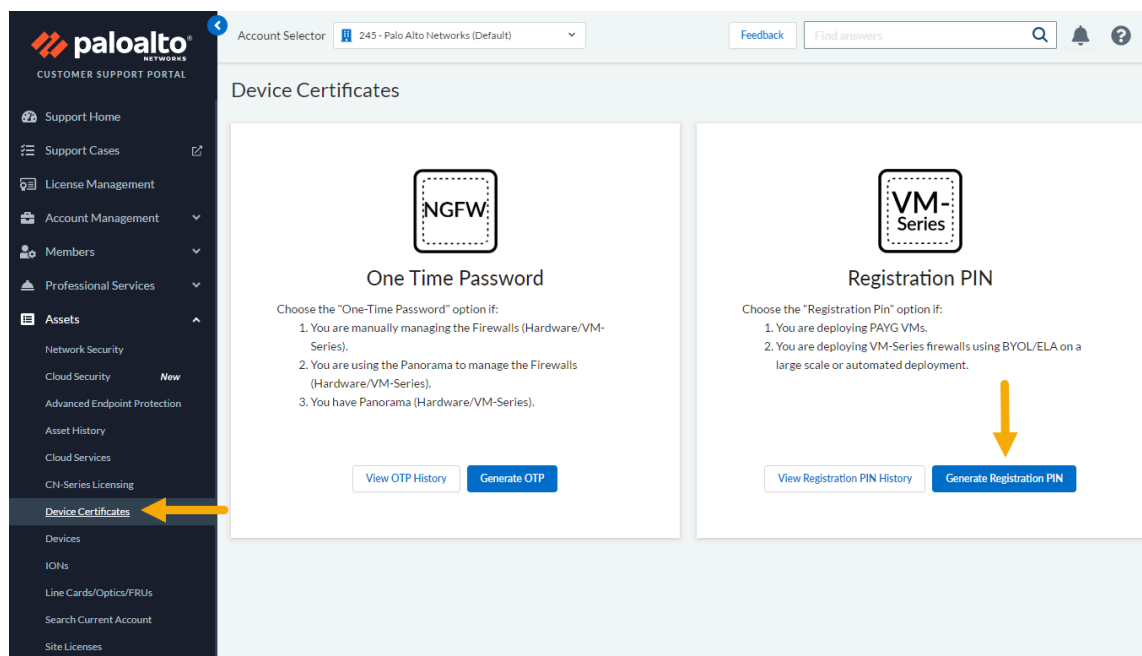 paloalto®
NETWORKS
CUSTOMER SUPPORT PORTAL
Support Home
Support Cases
License Management
Account Management
Members
Professional Services
Assets
Network Security
Cloud Security New
Advanced Endpoint Protection
Asset History
Cloud Services
CN-Series Licensing
Device Certificates
Devices
IONs
Line Cards/Optics/FRUs
Search Current Account
Site Licenses
Account Selector 245 - Palo Alto Networks (Default)
Feedback
Find answers
Device Certificates
NGFW
One Time Password
Choose the "One-Time Password" option if:
1. You are manually managing the Firewalls (Hardware/VM-
Series).
2. You are using the Panorama to manage the Firewalls
(Hardware/VM-Series).
3. You have Panorama (Hardware/VM-Series).
View OTP History Generate OTP
VM-
Series
Registration PIN
Choose the "Registration Pin" option if:
1. You are deploying PAYG VMs.
2. You are deploying VM-Series firewalls using BYOL/ELA on a
large scale or automated deployment.
View Registration PIN History Generate Registration PIN